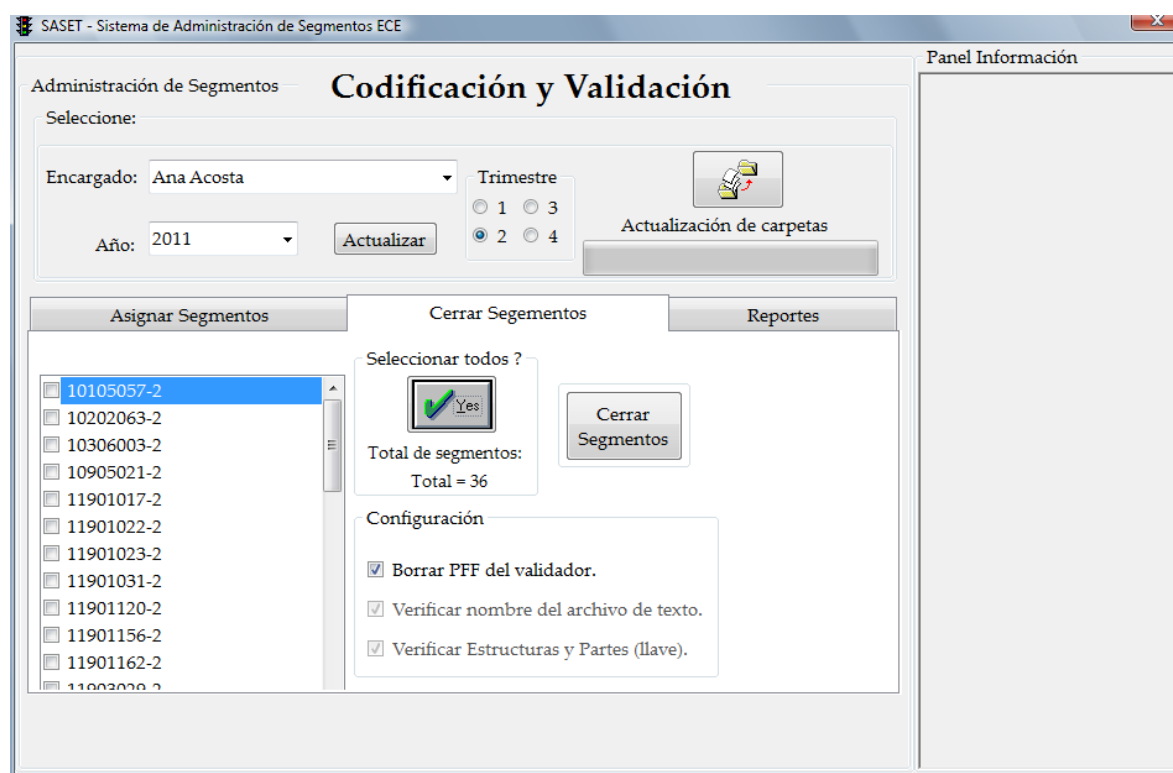 SASET - Sistema de Administración de Segmentos ECE
X
Panel Información
Administración de Segmentos
Codificación y Validación
Seleccione:
Encargado: Ana Acosta
Trimestre
1 3
2 4
Año: 2011
Actualizar
Actualización de carpetas
Asignar Segmentos
Cerrar Segementos
Reportes
10105057-2
10202063-2
10306003-2
10905021-2
11901017-2
11901022-2
11901023-2
11901031-2
11901120-2
11901156-2
11901162-2
11903029-2
Seleccionar todos ?
Yes
Total de segmentos:
Total = 36
Cerrar
Segmentos
Configuración
Borrar PFF del validador.
Verificar nombre del archivo de texto.
Verificar Estructuras y Partes (llave).